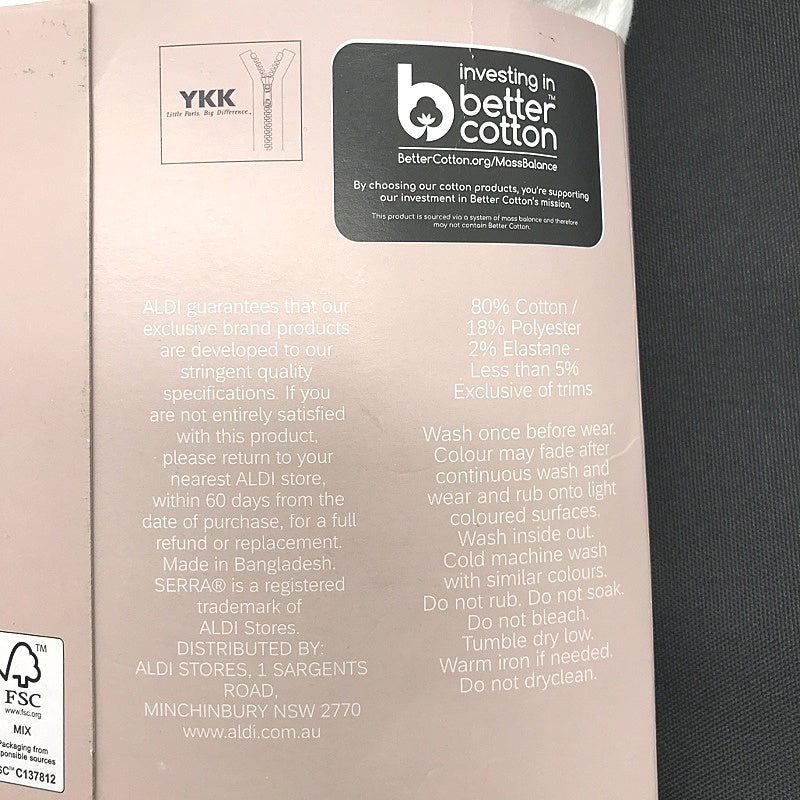 YKK
Little Parts. Big Difference.
investing in
better™
cotton
BetterCotton.org/MassBalance
By choosing our cotton products, you're supporting
our investment in Better Cotton's mission.
This product is sourced via a system of mass balance and therefore
may not contain Better Cotton.
ALDI guarantees that our
exclusive brand products
are developed to our
stringent quality
specifications. If you
are not entirely satisfied
with this product,
please return to your
nearest ALDI store,
within 60 days from the
date of purchase, for a full
refund or replacement.
Made in Bangladesh.
SERRA® is a registered
trademark of
ALDI Stores.
DISTRIBUTED BY:
ALDI STORES, 1 SARGENTS
ROAD,
MINCHINBURY NSW 2770
www.aldi.com.au
80% Cotton /
18% Polyester
2% Elastane -
Less than 5%
Exclusive of trims
Wash once before wear.
Colour may fade after
continuous wash and
wear and rub onto light
coloured surfaces.
Wash inside out.
Cold machine wash
with similar colours.
Do not rub. Do not soak.
Do not bleach.
Tumble dry low.
Warm iron if needed.
Do not dryclean.
TM
FSC
www.fsc.org
MIX
Packaging from
sources
C137812